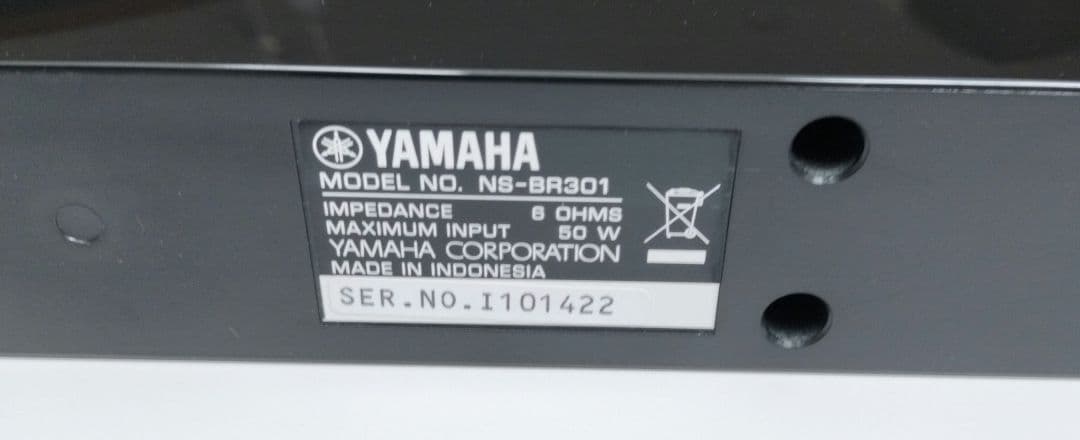 YAMAHA
MODEL NO. NS-BR301
IMPEDANCE 6 OHMS
MAXIMUM INPUT 50 W
YAMAHA CORPORATION
MADE IN INDONESIA
SER.NO.I101422